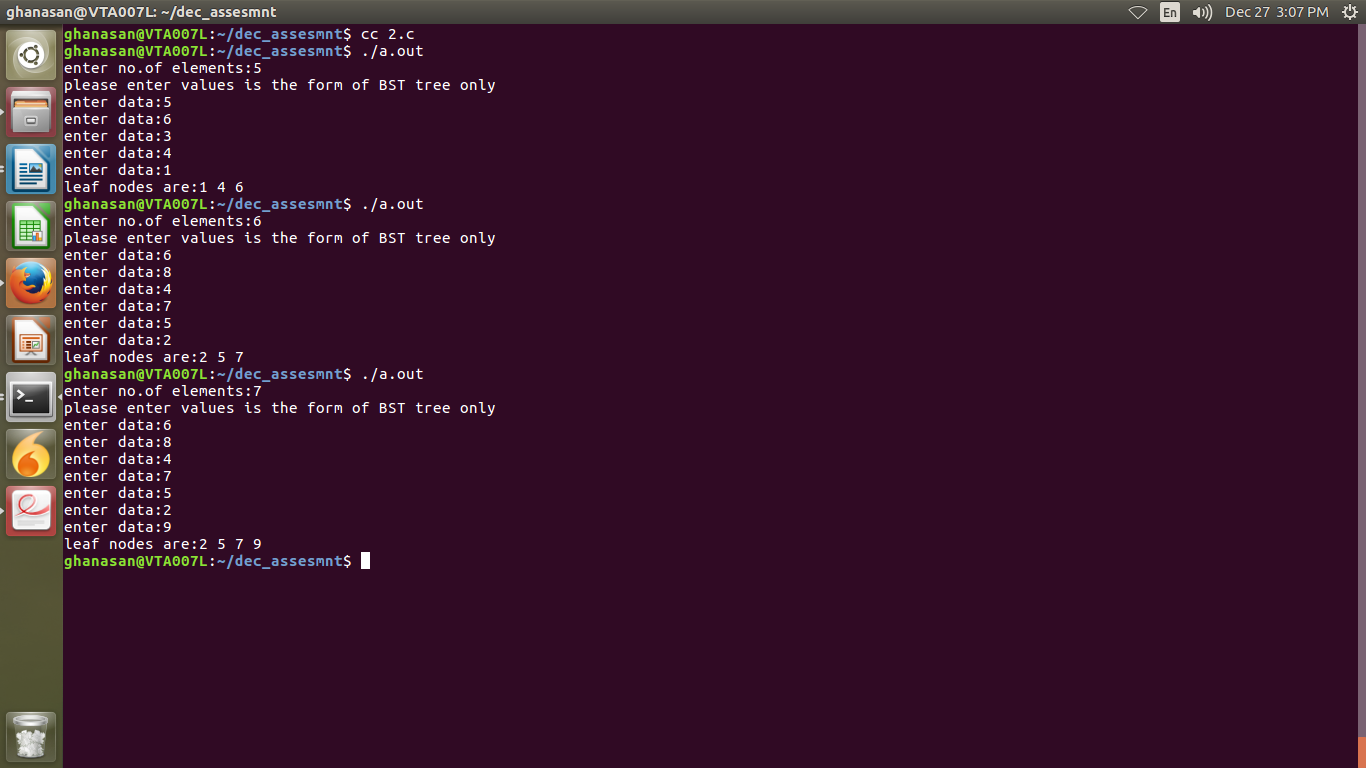 ghanasan@VTA007L: ~/dec_assesmnt
En
Dec 27 3:07 PM
ghanasan@VTA007L:~/dec_assesmnt$ cc 2.c
ghanasan@VTA007L:~/dec_assesmnt$ ./a.out
enter no.of elements:5
please enter values is the form of BST tree only
enter data:5
enter data:6
enter data:3
enter data:4
enter data:1
leaf nodes are:1 4 6
ghanasan@VTA007L:~/dec_assesmnt$ ./a.out
enter no.of elements:6
please enter values is the form of BST tree only
enter data:6
enter data:8
enter data:4
enter data:7
enter data:5
enter data:2
leaf nodes are:2 5 7
ghanasan@VTA007L:~/dec_assesmnt$ ./a.out
enter no.of elements:7
please enter values is the form of BST tree only
enter data:6
enter data:8
enter data:4
enter data:7
enter data:5
enter data:2
enter data:9
leaf nodes are:2 5 7 9
ghanasan@VTA007L:~/dec_assesmnt$